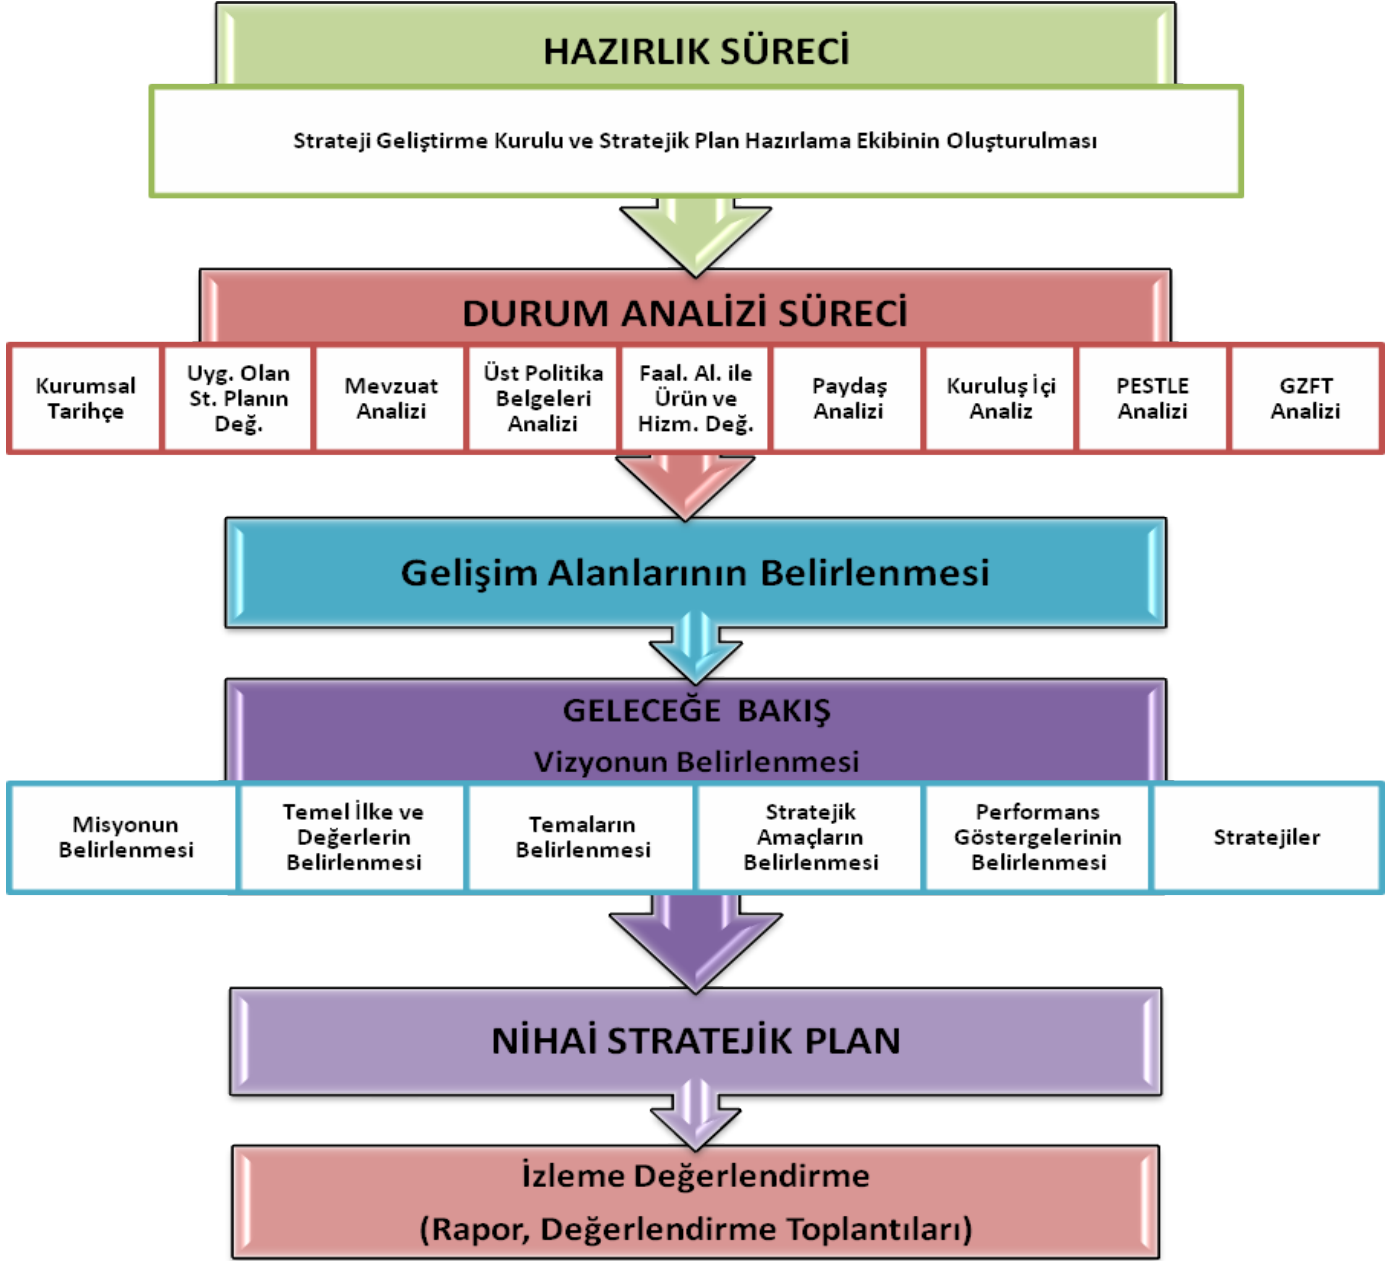 HAZIRLIK SÜRECİ
Strateji Geliştirme Kurulu ve Stratejik Plan Hazırlama Ekibinin Oluşturulması
DURUM ANALİZİ SÜRECİ
Kurumsal
Tarihçe
Uyg. Olan
St. Planın
Değ.
Mevzuat
Analizi
Üst Politika
Belgeleri
Analizi
Faal. Al. ile
Ürün ve
Hizm. Değ.
Paydaş
Analizi
Kuruluş İçi
Analiz
PESTLE
Analizi
GZFT
Analizi
Gelişim Alanlarının Belirlenmesi
GELECEĞE BAKIŞ
Vizyonun Belirlenmesi
Misyonun
Belirlenmesi
Temel İlke ve
Değerlerin
Belirlenmesi
Temaların
Belirlenmesi
Stratejik
Amaçların
Belirlenmesi
Performans
Göstergelerinin
Belirlenmesi
Stratejiler
NİHAİ STRATEJİK PLAN
İzleme Değerlendirme
(Rapor, Değerlendirme Toplantıları)